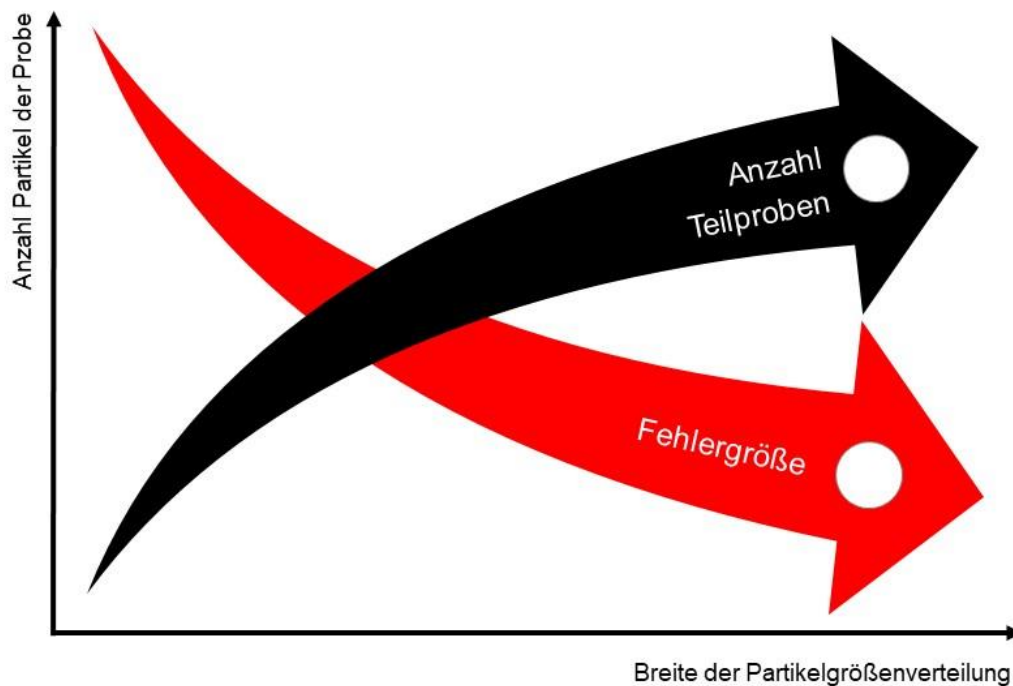 Anzahl Partikel der Probe
Anzahl
Teilproben
Fehlergröße
Breite der Partikelgrößenverteilung